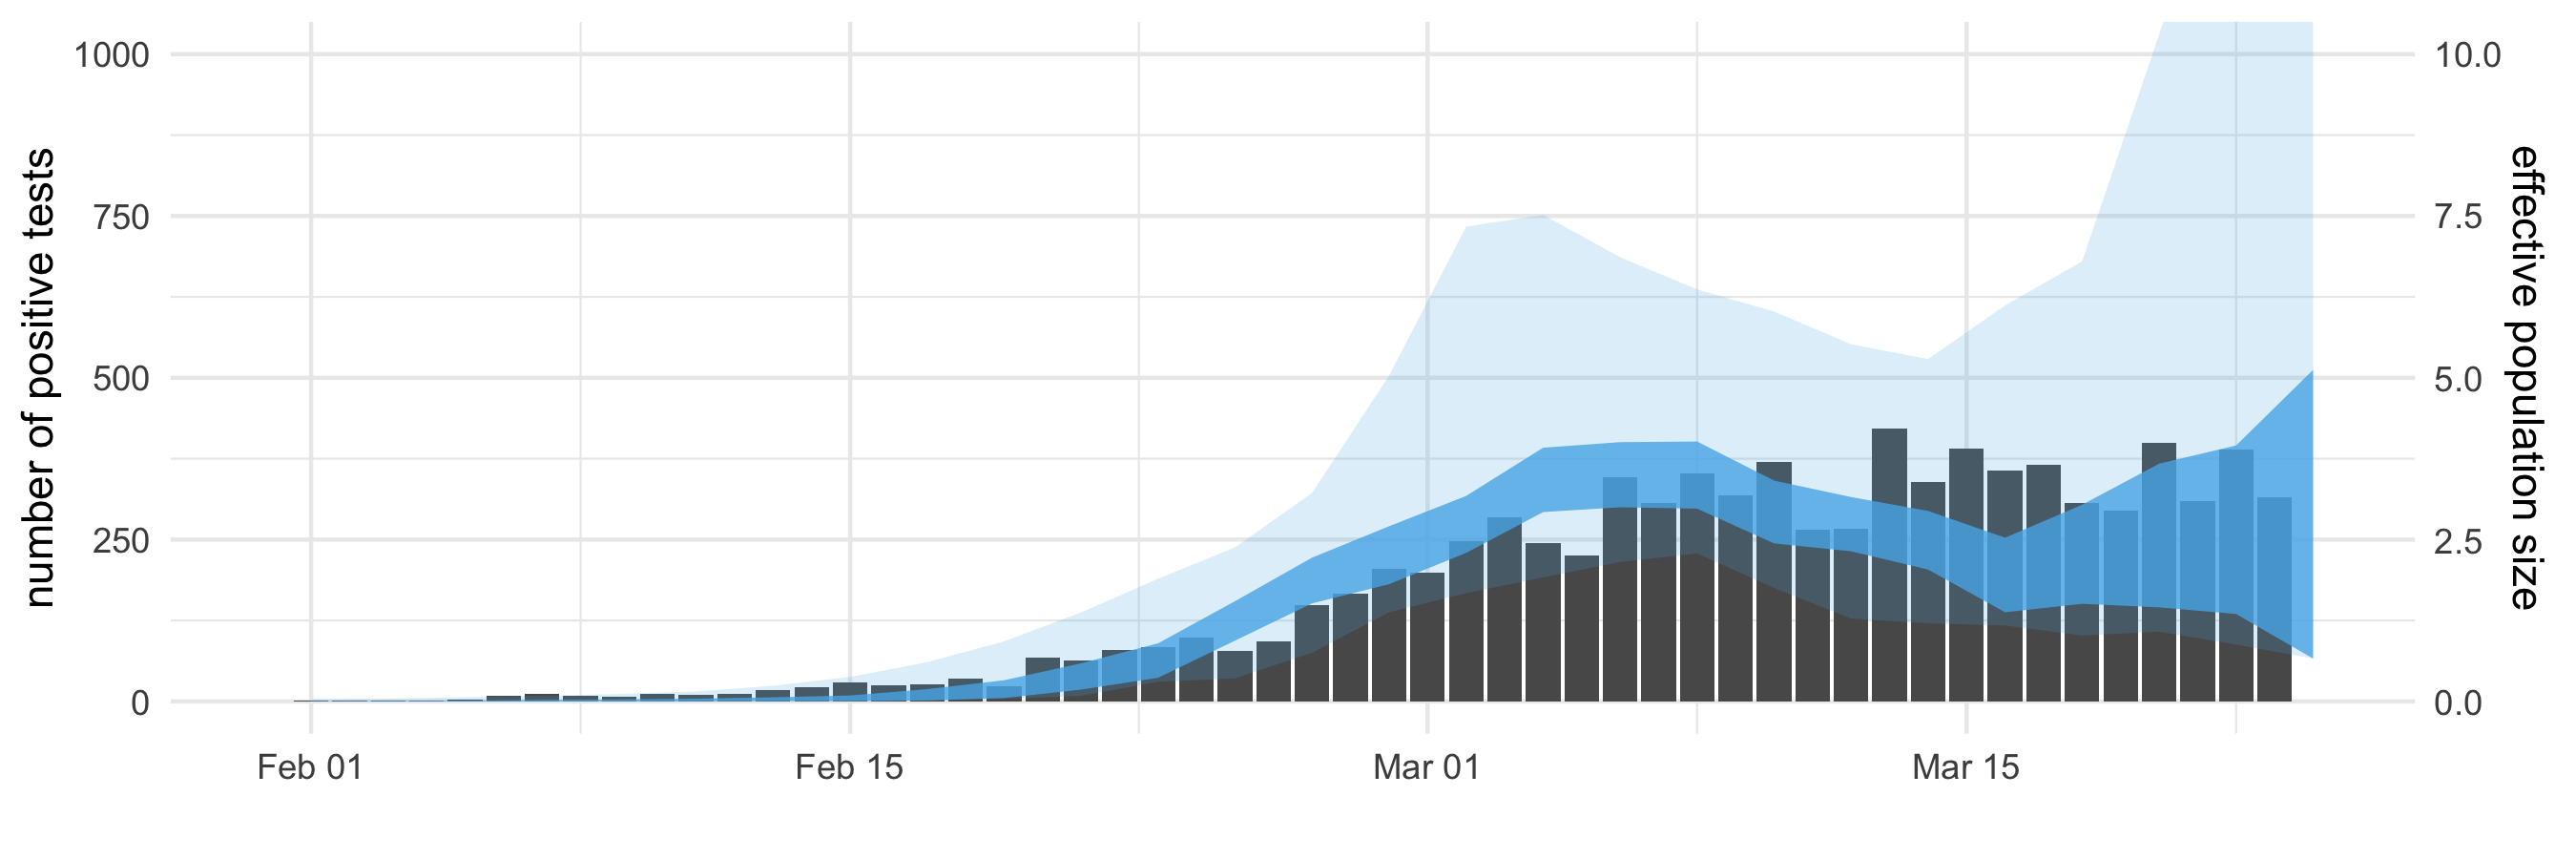 number of positive tests
1000
750
500
250
0
10.0
7.5
5.0
2.5
0.0
effective population size
Feb 01
Feb 15
Mar 01
Mar 15